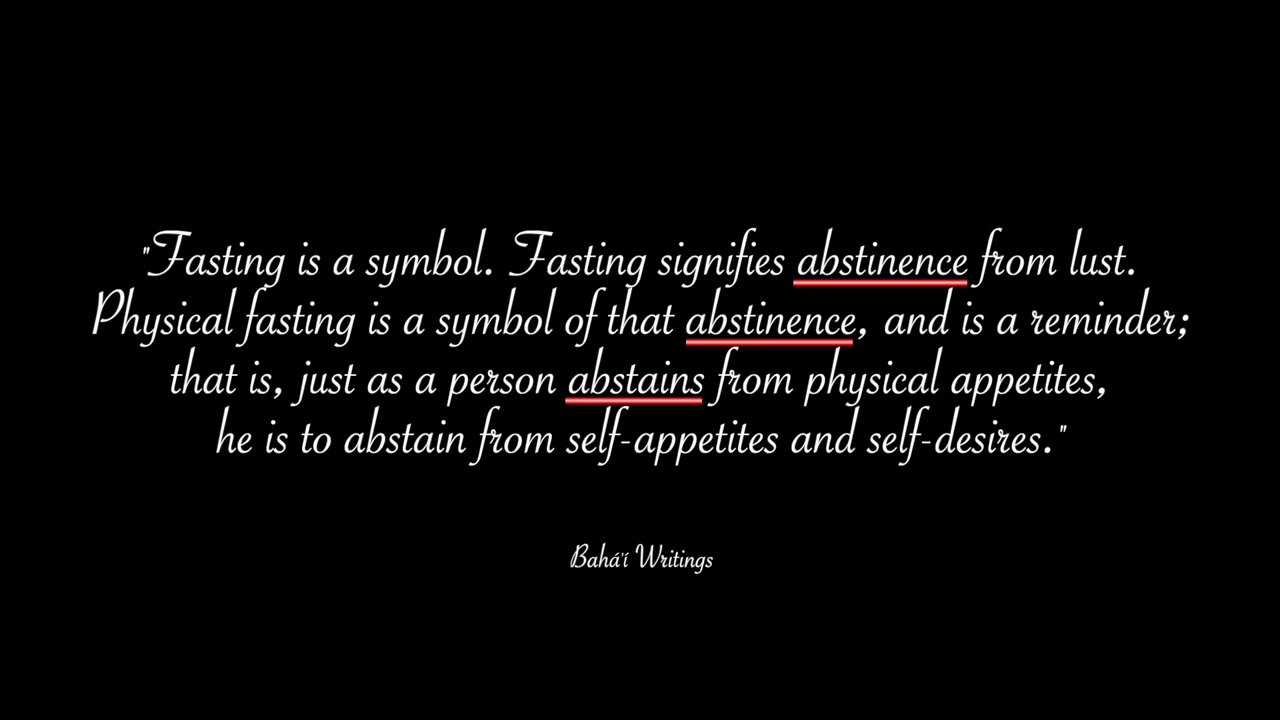 "Fasting is a symbol. Fasting signifies abstinence from lust.
Physical fasting is a symbol of that abstinence, and is a reminder;
that is, just as a person abstains from physical appetites,
he is to abstain from self-appetites and self-desires."
Bahá'í Writings